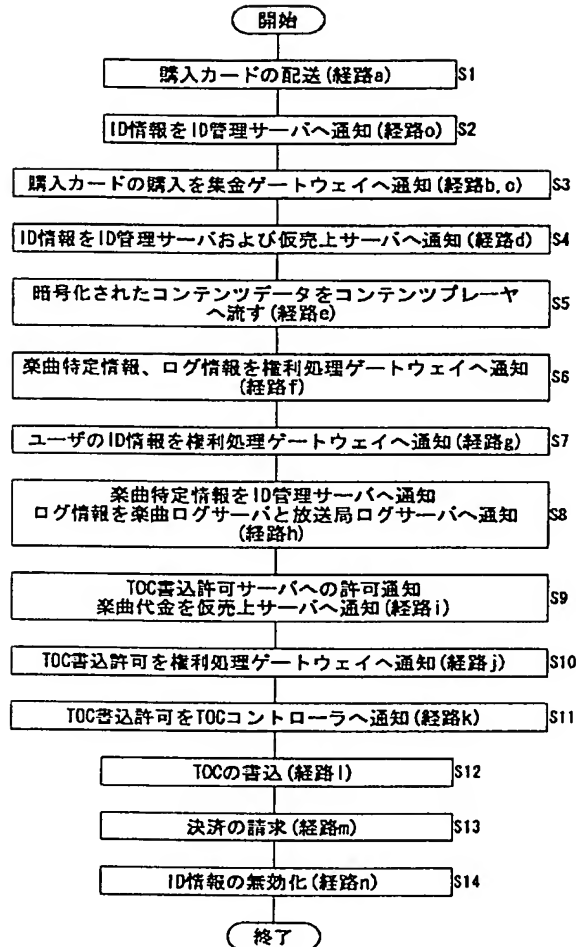 開始
購入カードの配送(経路a) S1
ID情報をID管理サーバへ通知(経路o) S2
購入カードの購入を集金ゲートウェイへ通知(経路b,c) S3
ID情報をID管理サーバおよび仮売上サーバへ通知(経路d) S4
暗号化されたコンテンツデータをコンテンツプレーヤ
へ流す(経路e) S5
楽曲特定情報、ログ情報を権利処理ゲートウェイへ通知
(経路f) S6
ユーザのID情報を権利処理ゲートウェイへ通知(経路g) S7
楽曲特定情報をID管理サーバへ通知
ログ情報を楽曲ログサーバと放送局ログサーバへ通知
(経路h) S8
TOC書込許可サーバへの許可通知
楽曲代金を仮売上サーバへ通知(経路i) S9
TOC書込許可を権利処理ゲートウェイへ通知(経路j) S10
TOC書込許可をTOCコントローラへ通知(経路k) S11
TOCの書込(経路l) S12
決済の請求(経路m) S13
ID情報の無効化(経路n) S14
終了